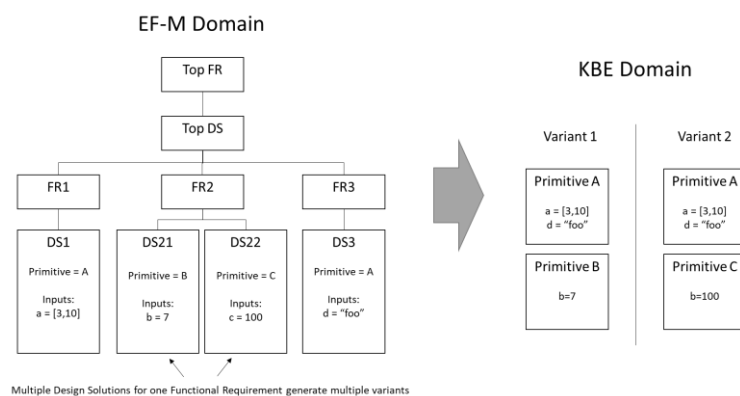 EF-M Domain
Top FR
Top DS
FR1
FR2
FR3
DS1
Primitive = A
Inputs:
a = [3,10]
DS21
Primitive = B
Inputs:
b = 7
DS22
Primitive = C
Inputs:
c = 100
DS3
Primitive = A
Inputs:
d = “foo”
Multiple Design Solutions for one Functional Requirement generate multiple variants
KBE Domain
Variant 1
Primitive A
a = [3,10]
d = “foo”
Primitive B
b=7
Variant 2
Primitive A
a = [3,10]
d = “foo”
Primitive C
b=100